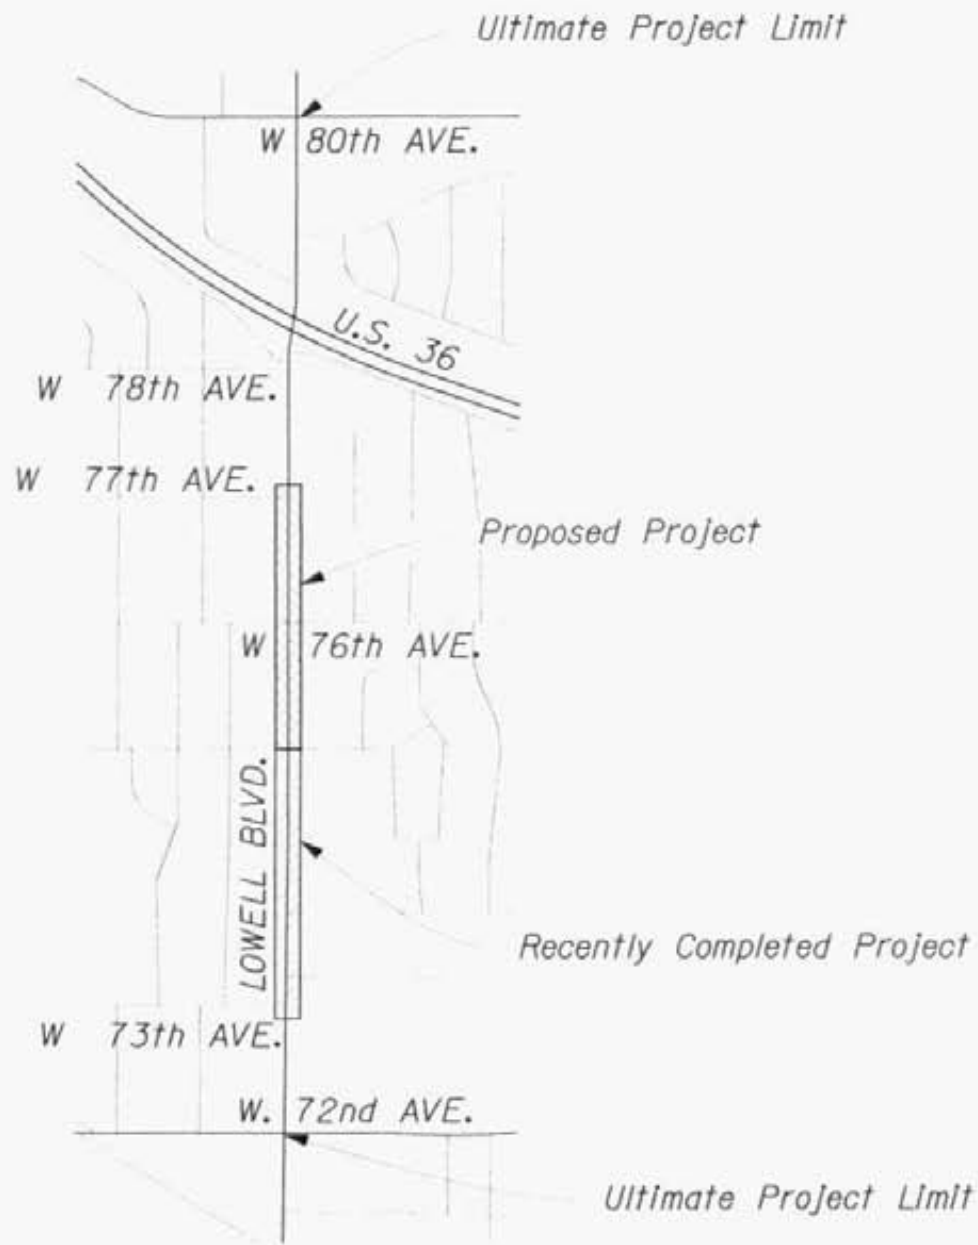 Ultimate Project Limit
W 80th AVE.
U.S. 36
W 78th AVE.
W 77th AVE.
Proposed Project
W 76th AVE.
LOWELL BLVD.
Recently Completed Project
W 73th AVE.
W. 72nd AVE.
Ultimate Project Limit